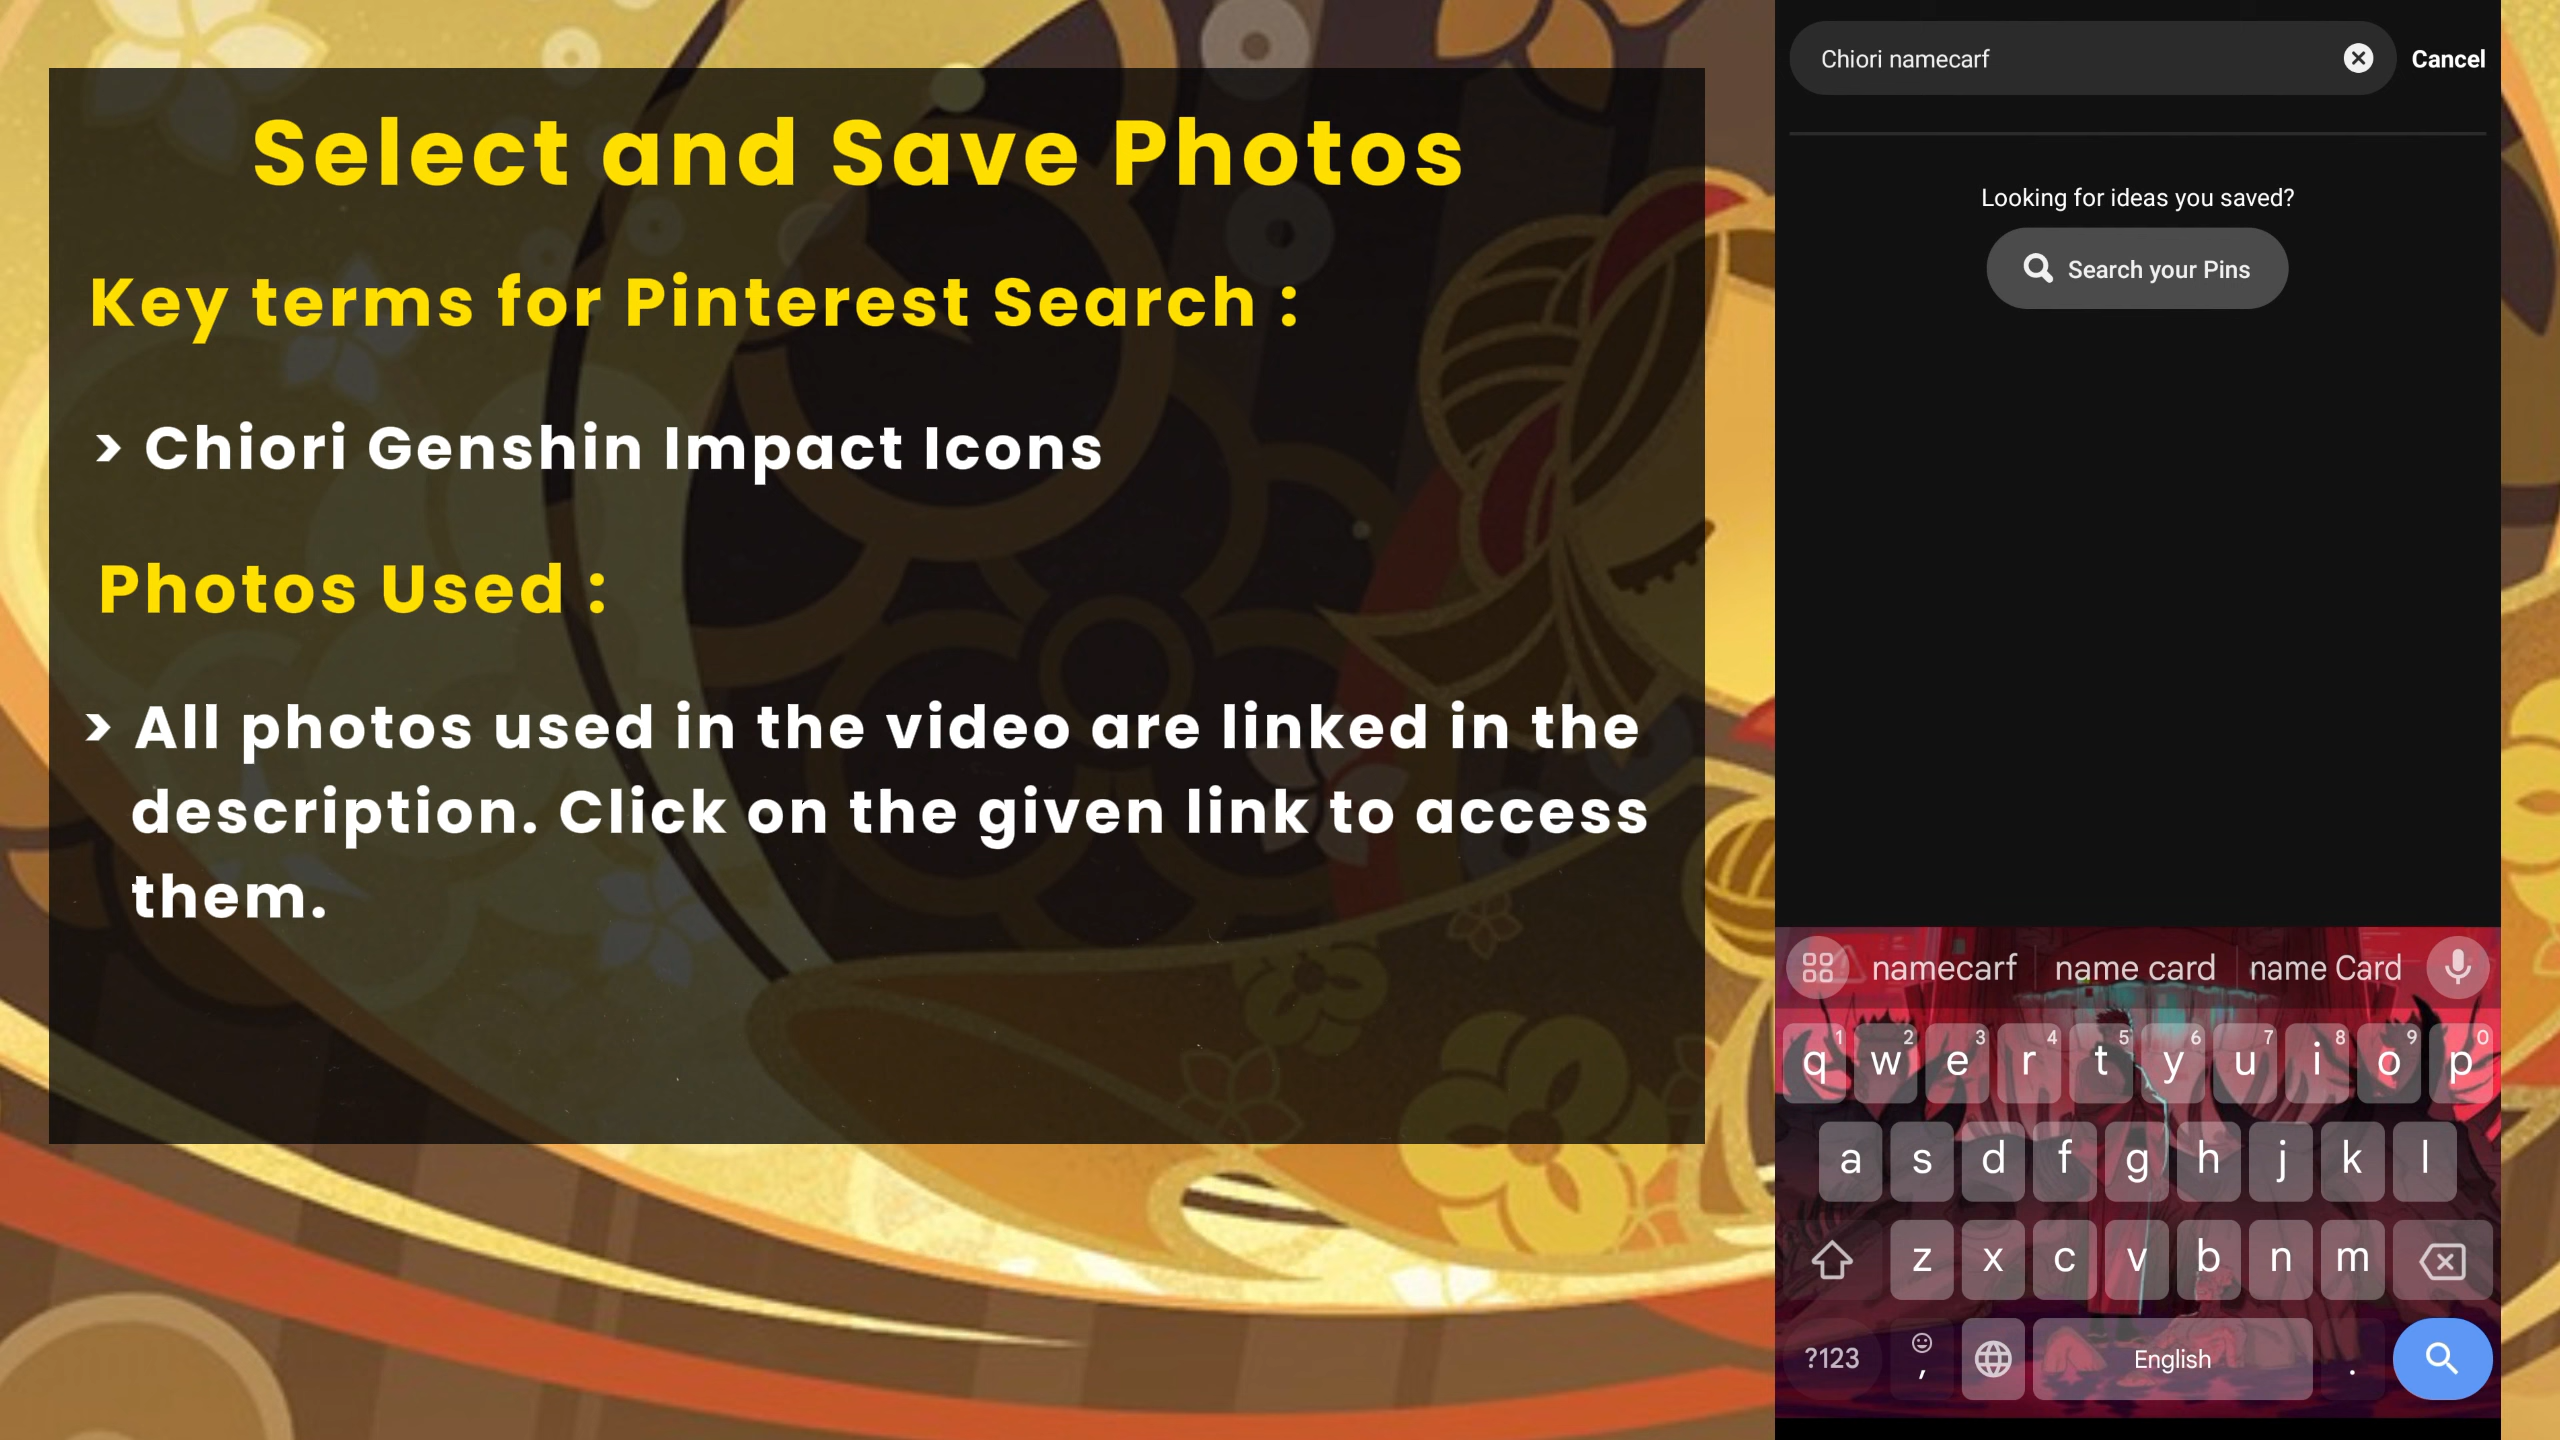 Select and Save Photos
Key terms for Pinterest Search :
> Chiori Genshin Impact Icons
Photos Used :
> All photos used in the video are linked in the
description. Click on the given link to access
them.
Chiori namecarf
Cancel
Looking for ideas you saved?
Search your Pins
namecarf name card name Card
1 2 3 4 5 6 7 8 9 0
q w e r t y u i o p
a s d f g h j k l
z x c v b n m
?123 , English .